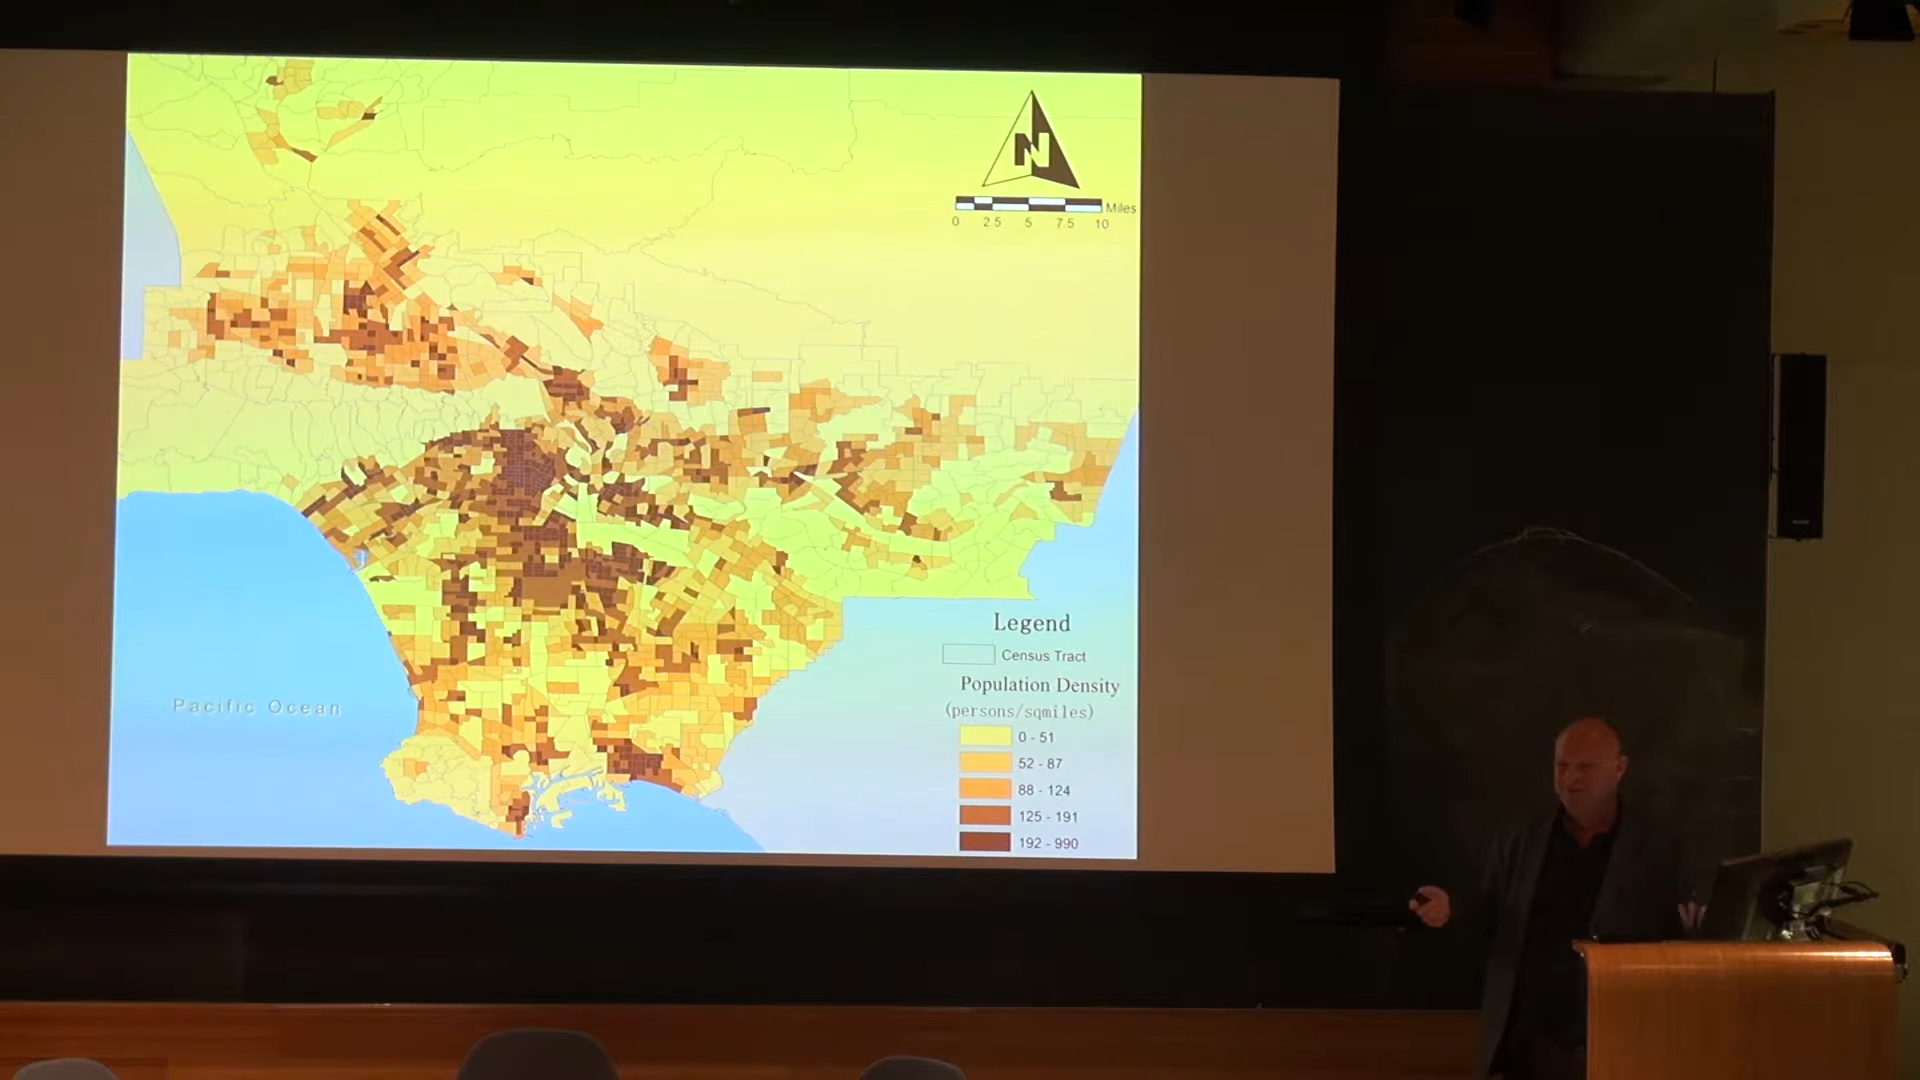 N
Miles
0 2.5 5 7.5 10
Pacific Ocean
Legend
Census Tract
Population Density
(persons/sqmiles)
0 - 51
52 - 87
88 - 124
125 - 191
192 - 990